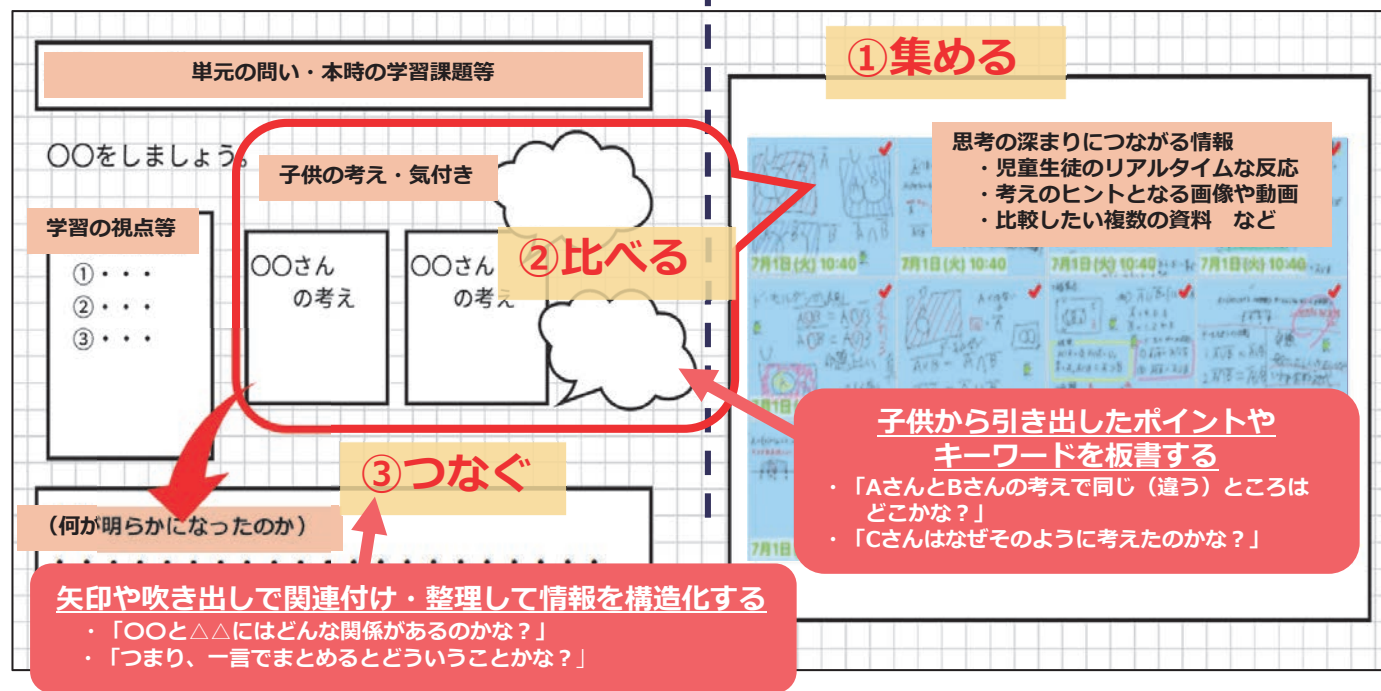 単元の問い・本時の学習課題等
〇〇をしましょう。
学習の視点等
①・・・
②・・・
③・・・
子供の考え・気付き
〇〇さん
の考え
〇〇さん
の考え
②比べる
③つなぐ
(何が明らかになったのか)
矢印や吹き出しで関連付け・整理して情報を構造化する
・「〇〇と△△にはどんな関係があるのかな?」
・「つまり、一言でまとめるとどういうことかな?」
①集める
思考の深まりにつながる情報
・児童生徒のリアルタイムな反応
・考えのヒントとなる画像や動画
・比較したい複数の資料 など
7月1日(火) 10:40
7月1日(火) 10:40
7月1日(火) 10:40
7月1日(火) 10:40
子供から引き出したポイントや
キーワードを板書する
・「AさんとBさんの考えで同じ(違う)ところは
どこかな?」
・「Cさんはなぜそのように考えたのかな?」